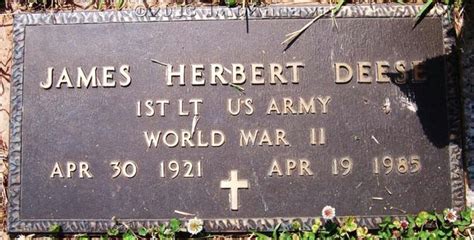 JAMES HERBERT DEESE
1ST LT US ARMY
WORLD WAR II
APR 30 1921 APR 19 1985